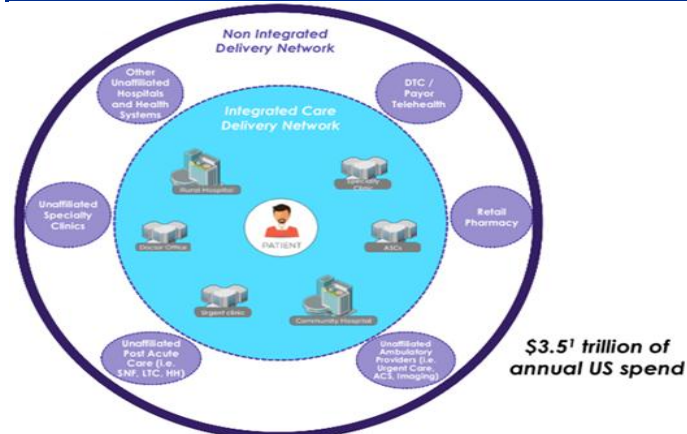 Non Integrated
Delivery Network
Other
Unaffiliated
Hospitals
and Health
Systems
DTC /
Payor
Telehealth
Integrated Care
Delivery Network
Rural Hospital
Specialty
Clinic
Unaffiliated
Specialty
Clinics
Retail
Pharmacy
Doctor Office
PATIENT
ASCs
Urgent clinic
Community Hospital
Unaffiliated
Post Acute
Care (i.e.
SNF, LTC, HH)
Unaffiliated
Ambulatory
Providers (i.e.
Urgent Care,
ACS, Imaging)
$3.5¹ trillion of
annual US spend